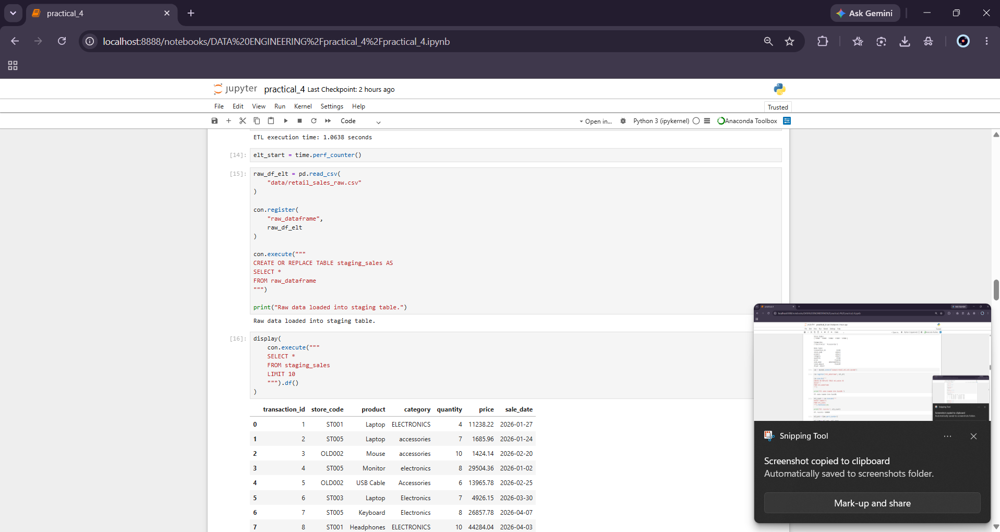 practical_4
Ask Gemini
localhost:8888/notebooks/DATA%20ENGINEERING%2Fpractical_4%2Fpractical_4.ipynb
jupyter practical_4 Last Checkpoint: 2 hours ago
File Edit View Run Kernel Settings Help
Trusted
Code
Open in...
Python 3 (ipykernel)
Anaconda Toolbox
ETL execution time: 1.0638 seconds
[14]: elt_start = time.perf_counter()
[15]: raw_df_elt = pd.read_csv(
"data/retail_sales_raw.csv"
)
con.register(
"raw_dataframe",
raw_df_elt
)
con.execute("""
CREATE OR REPLACE TABLE staging_sales AS
SELECT *
FROM raw_dataframe
""")
print("Raw data loaded into staging table.")
Raw data loaded into staging table.
[16]: display(
con.execute("""
SELECT *
FROM staging_sales
LIMIT 10
""").df()
)
transaction_id store_code product category quantity price sale_date
0 1 ST001 Laptop ELECTRONICS 4 11238.22 2026-01-27
1 2 ST005 Laptop accessories 7 1685.96 2026-01-24
2 3 OLD002 Mouse accessories 10 1424.14 2026-02-20
3 4 ST005 Monitor electronics 8 29504.36 2026-01-02
4 5 OLD002 USB Cable Accessories 6 13965.78 2026-02-25
5 6 ST003 Laptop Electronics 7 4926.15 2026-03-30
6 7 ST005 Keyboard Electronics 8 26857.78 2026-04-07
7 8 ST001 Headphones ELECTRONICS 10 44284.04 2026-04-03
Snipping Tool
Screenshot copied to clipboard
Automatically saved to screenshots folder.
Mark-up and share